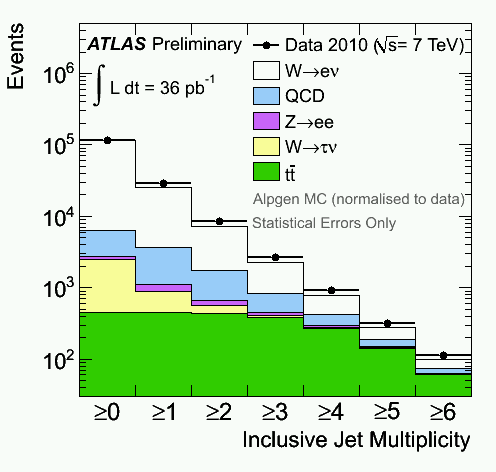 Events
ATLAS Preliminary
∫ L dt = 36 pb⁻¹
Data 2010 (√s= 7 TeV)
W→eν
QCD
Z→ee
W→τν
tt̄
Alpgen MC (normalised to data)
Statistical Errors Only
10⁶
10⁵
10⁴
10³
10²
≥0 ≥1 ≥2 ≥3 ≥4 ≥5 ≥6
Inclusive Jet Multiplicity